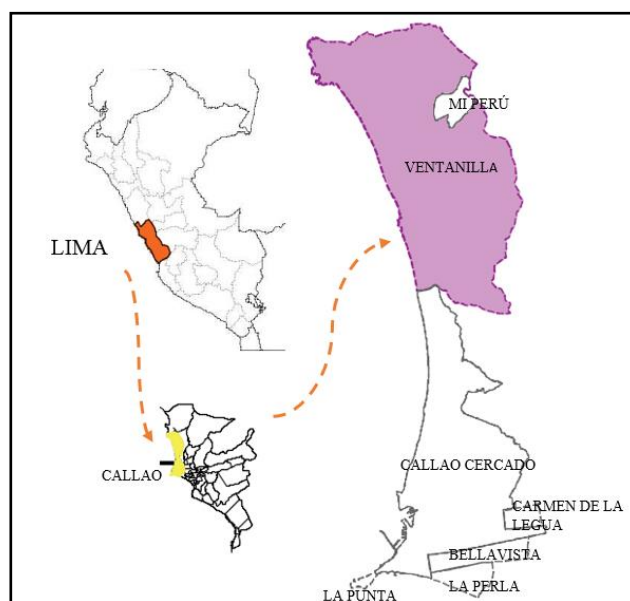 LIMA
CALLAO
MI PERÚ
VENTANILLA
CALLAO CERCADO
CARMEN DE LA
LEGUA
BELLAVISTA
LA PERLA
LA PUNTA